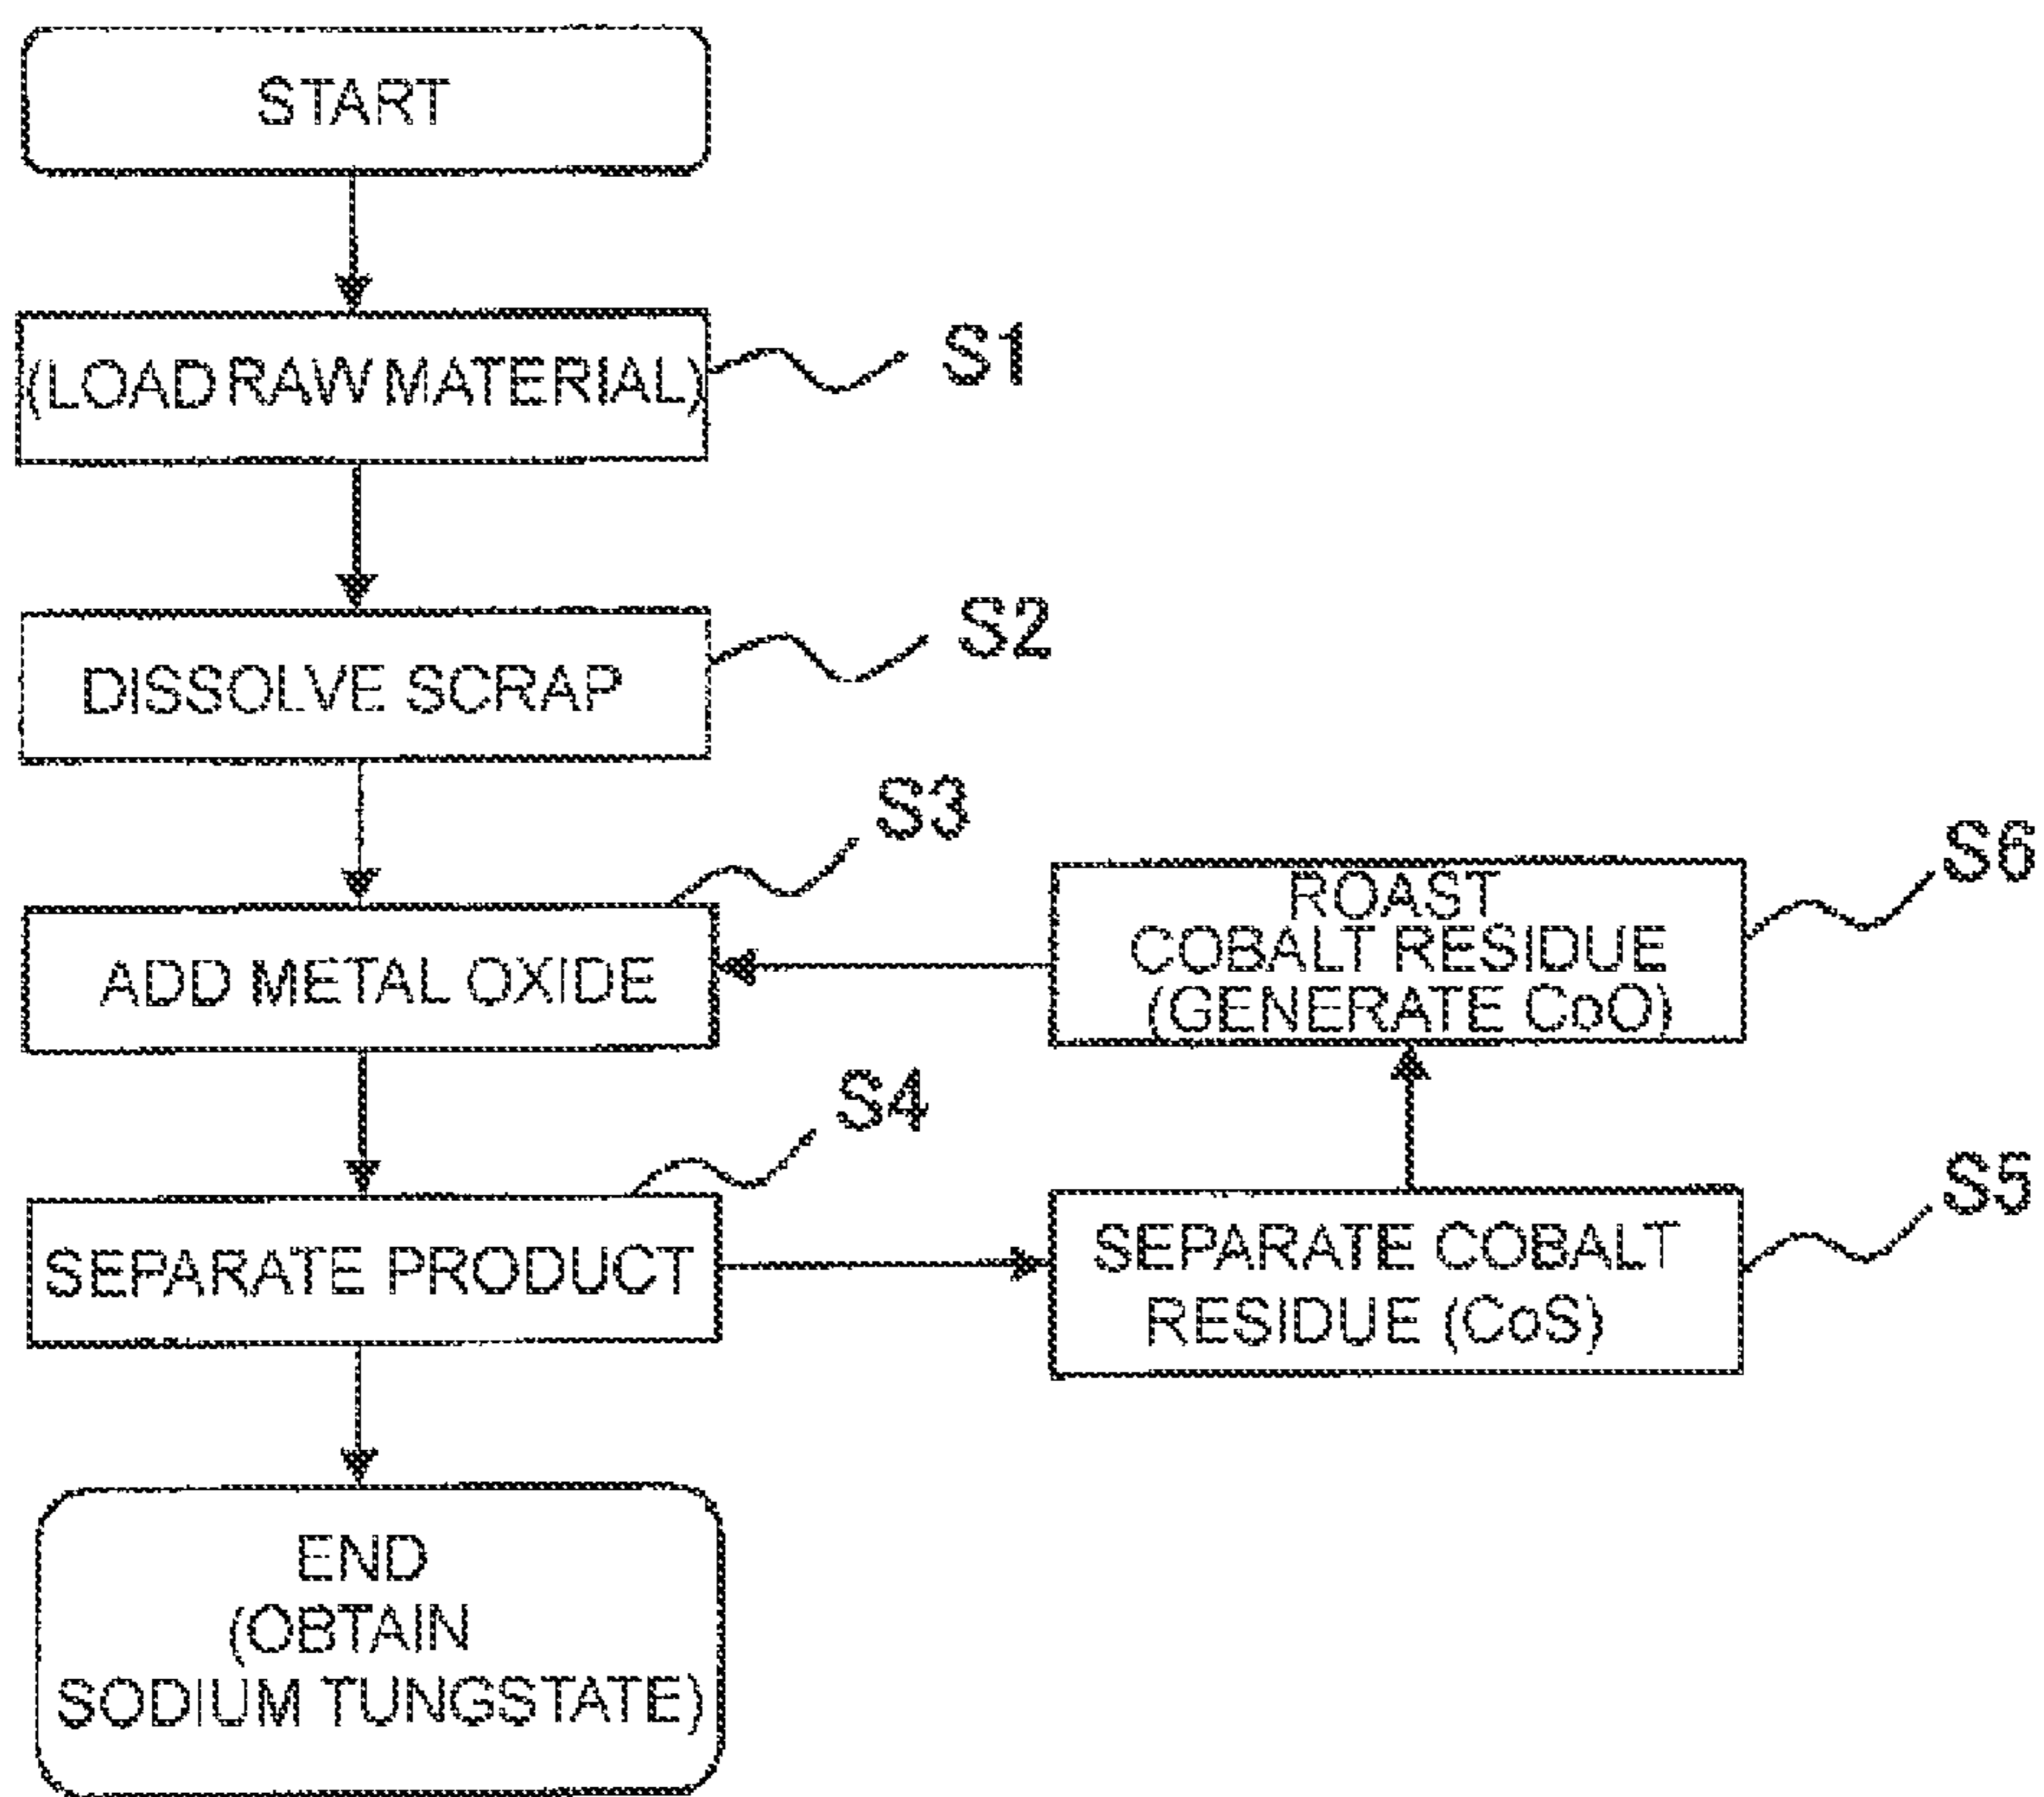 START
(LOAD RAW MATERIAL)
S1
DISSOLVE SCRAP
S2
S3
ADD METAL OXIDE
ROAST
COBALT RESIDUE
(GENERATE CoO)
S6
S4
SEPARATE PRODUCT
SEPARATE COBALT
RESIDUE (CoS)
S5
END
(OBTAIN
SODIUM TUNGSTATE)